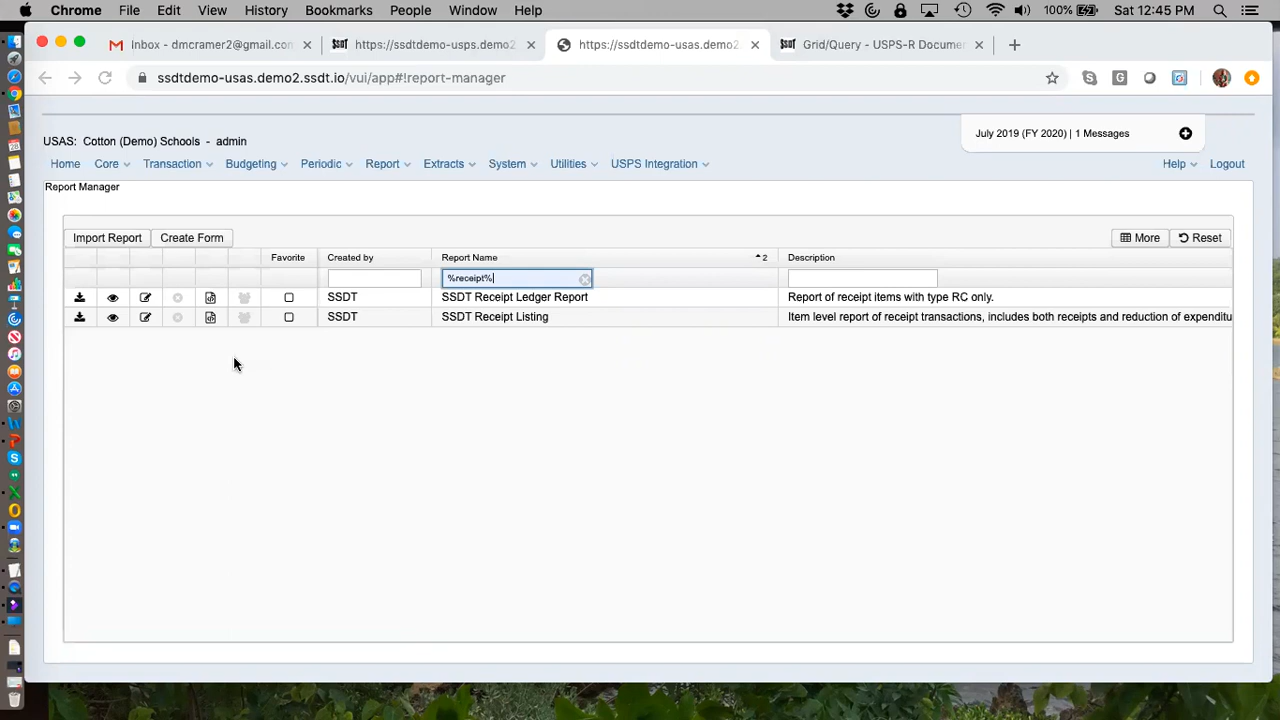 Chrome File Edit View History Bookmarks People Window Help 100% Sat 12:45 PM
Inbox - dmcramer2@gmail.con https://ssdtdemo-usps.demo2 https://ssdtdemo-usas.demo2 SSDT Grid/Query - USPS-R Documer
ssdtdemo-usas.demo2.ssdt.io/vui/app#!report-manager
July 2019 (FY 2020) | 1 Messages
USAS: Cotton (Demo) Schools - admin
Home Core Transaction Budgeting Periodic Report Extracts System Utilities USPS Integration Help Logout
Report Manager
Import Report Create Form More Reset
Favorite Created by Report Name 2 Description
%receipt%
SSDT SSDT Receipt Ledger Report Report of receipt items with type RC only.
SSDT SSDT Receipt Listing Item level report of receipt transactions, includes both receipts and reduction of expenditu